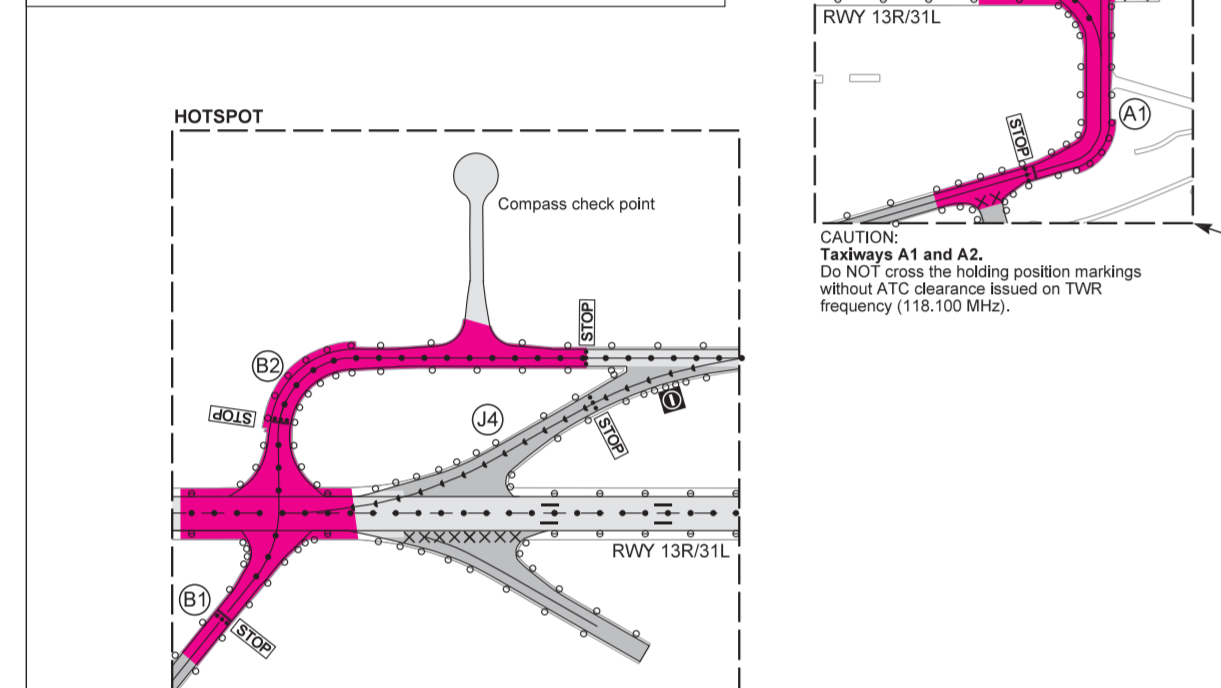 RWY 13R/31L
A1
STOP
CAUTION:
Taxiways A1 and A2.
Do NOT cross the holding position markings
without ATC clearance issued on TWR
frequency (118.100 MHz).
HOTSPOT
Compass check point
STOP
B2
STOP
J4
STOP
RWY 13R/31L
B1
STOP